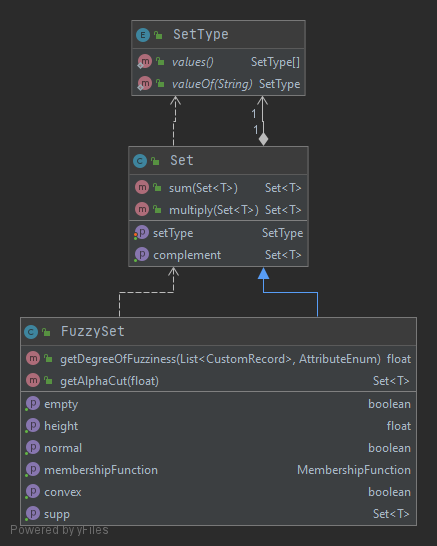 E SetType
m values() SetType[]
m valueOf(String) SetType
1
1
C Set
m sum(Set<T>) Set<T>
m multiply(Set<T>) Set<T>
p setType SetType
p complement Set<T>
C FuzzySet
m getDegreeOfFuzziness(List<CustomRecord>, AttributeEnum) float
m getAlphaCut(float) Set<T>
p empty boolean
p height float
p normal boolean
p membershipFunction MembershipFunction
p convex boolean
p supp Set<T>
Powered by yFiles